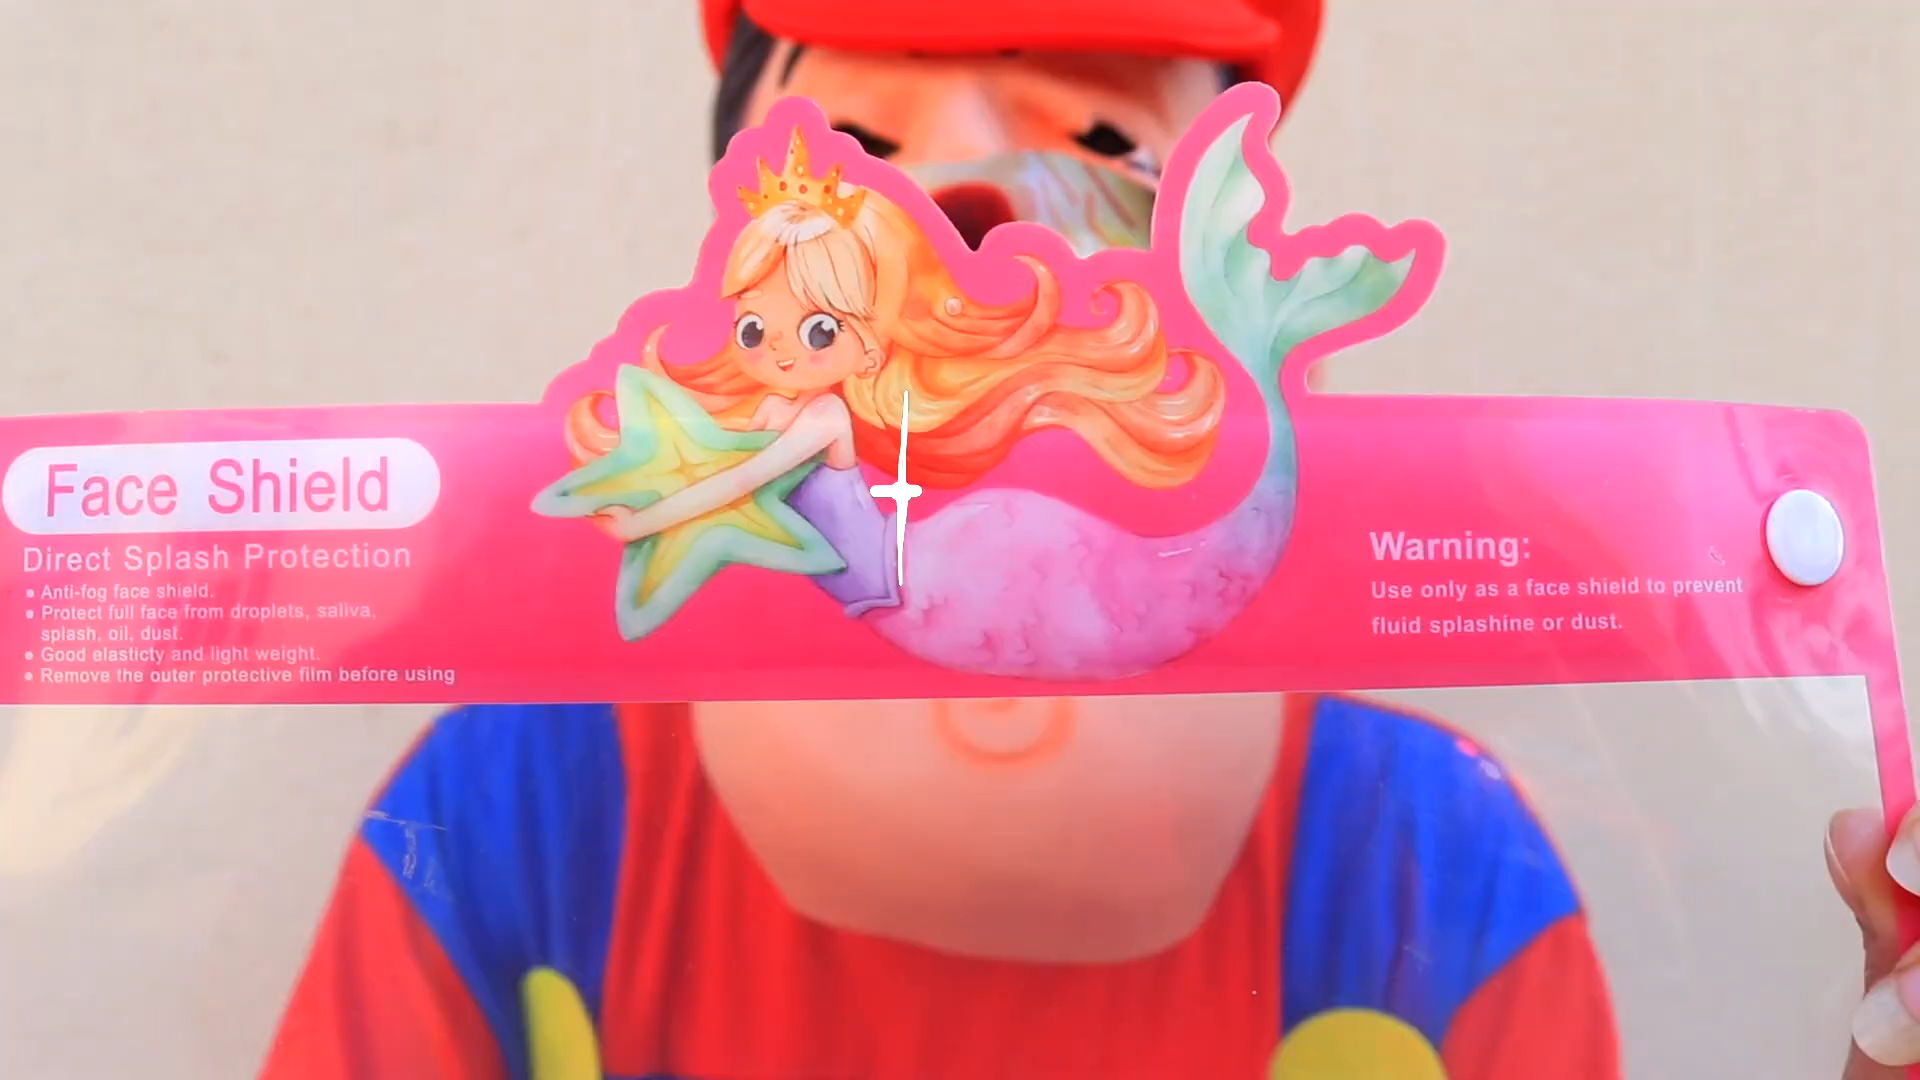 Face Shield
Direct Splash Protection
• Anti-fog face shield.
• Protect full face from droplets, saliva,
splash, oil, dust.
• Good elasticty and light weight.
• Remove the outer protective film before using
Warning:
Use only as a face shield to prevent
fluid splashine or dust.